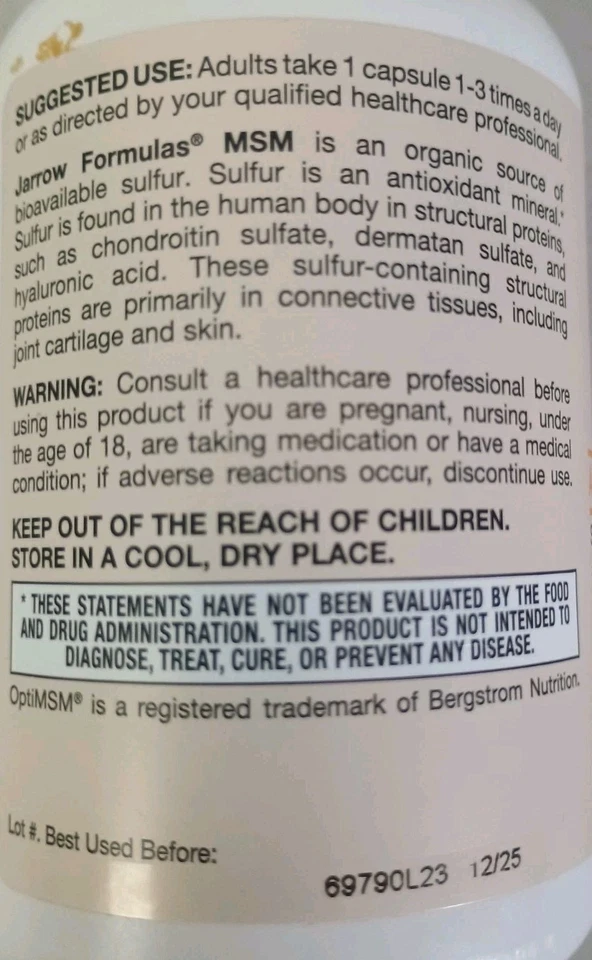 SUGGESTED USE: Adults take 1 capsule 1-3 times a day
or as directed by your qualified healthcare professional.
Jarrow Formulas® MSM is an organic source of
bioavailable sulfur. Sulfur is an antioxidant mineral.*
Sulfur is found in the human body in structural proteins,
such as chondroitin sulfate, dermatan sulfate, and
hyaluronic acid. These sulfur-containing structural
proteins are primarily in connective tissues, including
joint cartilage and skin.
WARNING: Consult a healthcare professional before
using this product if you are pregnant, nursing, under
the age of 18, are taking medication or have a medical
condition; if adverse reactions occur, discontinue use.
KEEP OUT OF THE REACH OF CHILDREN.
STORE IN A COOL, DRY PLACE.
* THESE STATEMENTS HAVE NOT BEEN EVALUATED BY THE FOOD
AND DRUG ADMINISTRATION. THIS PRODUCT IS NOT INTENDED TO
DIAGNOSE, TREAT, CURE, OR PREVENT ANY DISEASE.
OptiMSM® is a registered trademark of Bergstrom Nutrition.
Lot #. Best Used Before:
69790L23 12/25